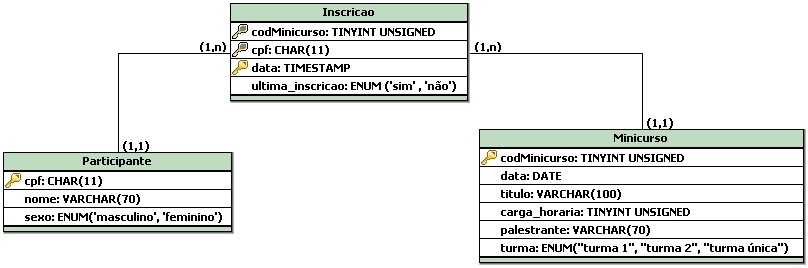 Inscricao
codMinicurso: TINYINT UNSIGNED
cpf: CHAR(11)
data: TIMESTAMP
ultima_inscricao: ENUM ('sim' , 'não')
(1,n)
(1,n)
(1,1)
(1,1)
Participante
cpf: CHAR(11)
nome: VARCHAR(70)
sexo: ENUM('masculino', 'feminino')
Minicurso
codMinicurso: TINYINT UNSIGNED
data: DATE
titulo: VARCHAR(100)
carga_horaria: TINYINT UNSIGNED
palestrante: VARCHAR(70)
turma: ENUM("turma 1", "turma 2", "turma única")